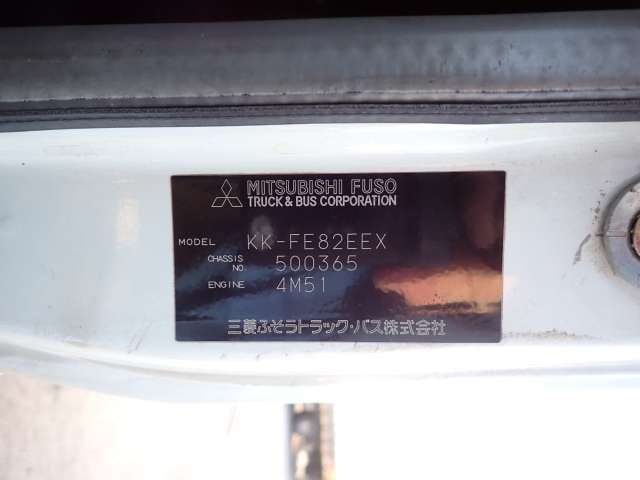 MITSUBISHI FUSO
TRUCK & BUS CORPORATION
MODEL KK-FE82EEX
CHASSIS NO. 500365
ENGINE 4M51
三菱ふそうトラック・バス株式会社